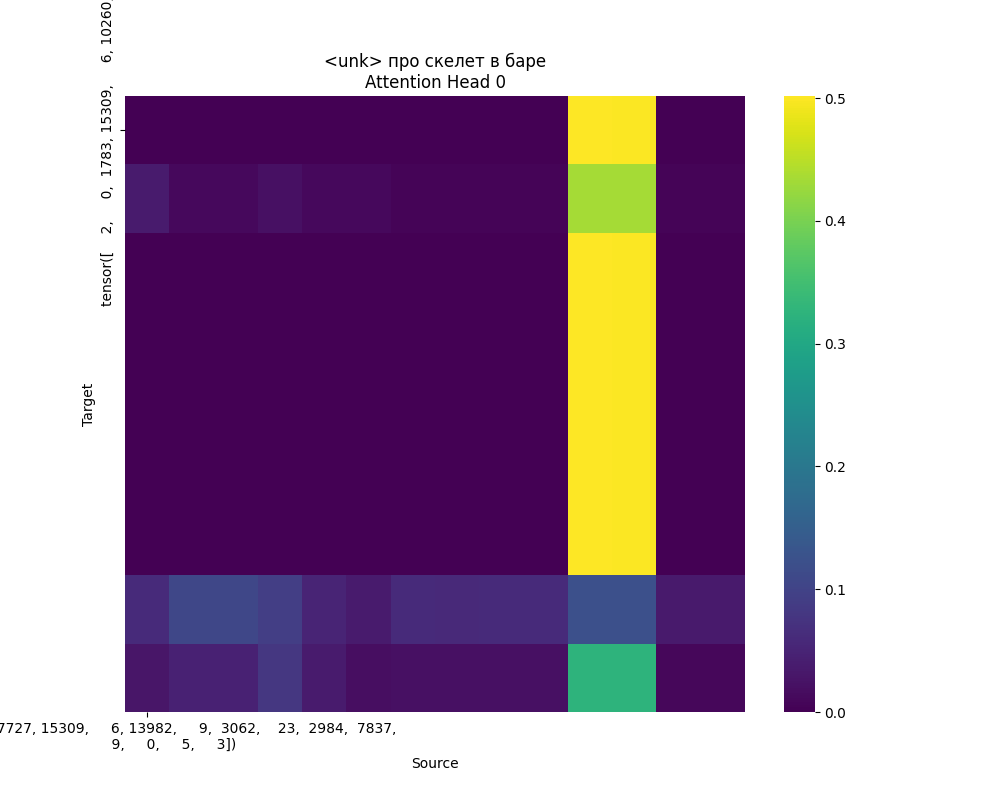 <unk> про скелет в баре
Attention Head 0
tensor([    2,     0,  1783, 15309,     6, 10260,
Target
0.5
0.4
0.3
0.2
0.1
0.0
7727, 15309,     6, 13982,     9,  3062,    23,  2984,  7837,
9,     0,     5,     3])
Source